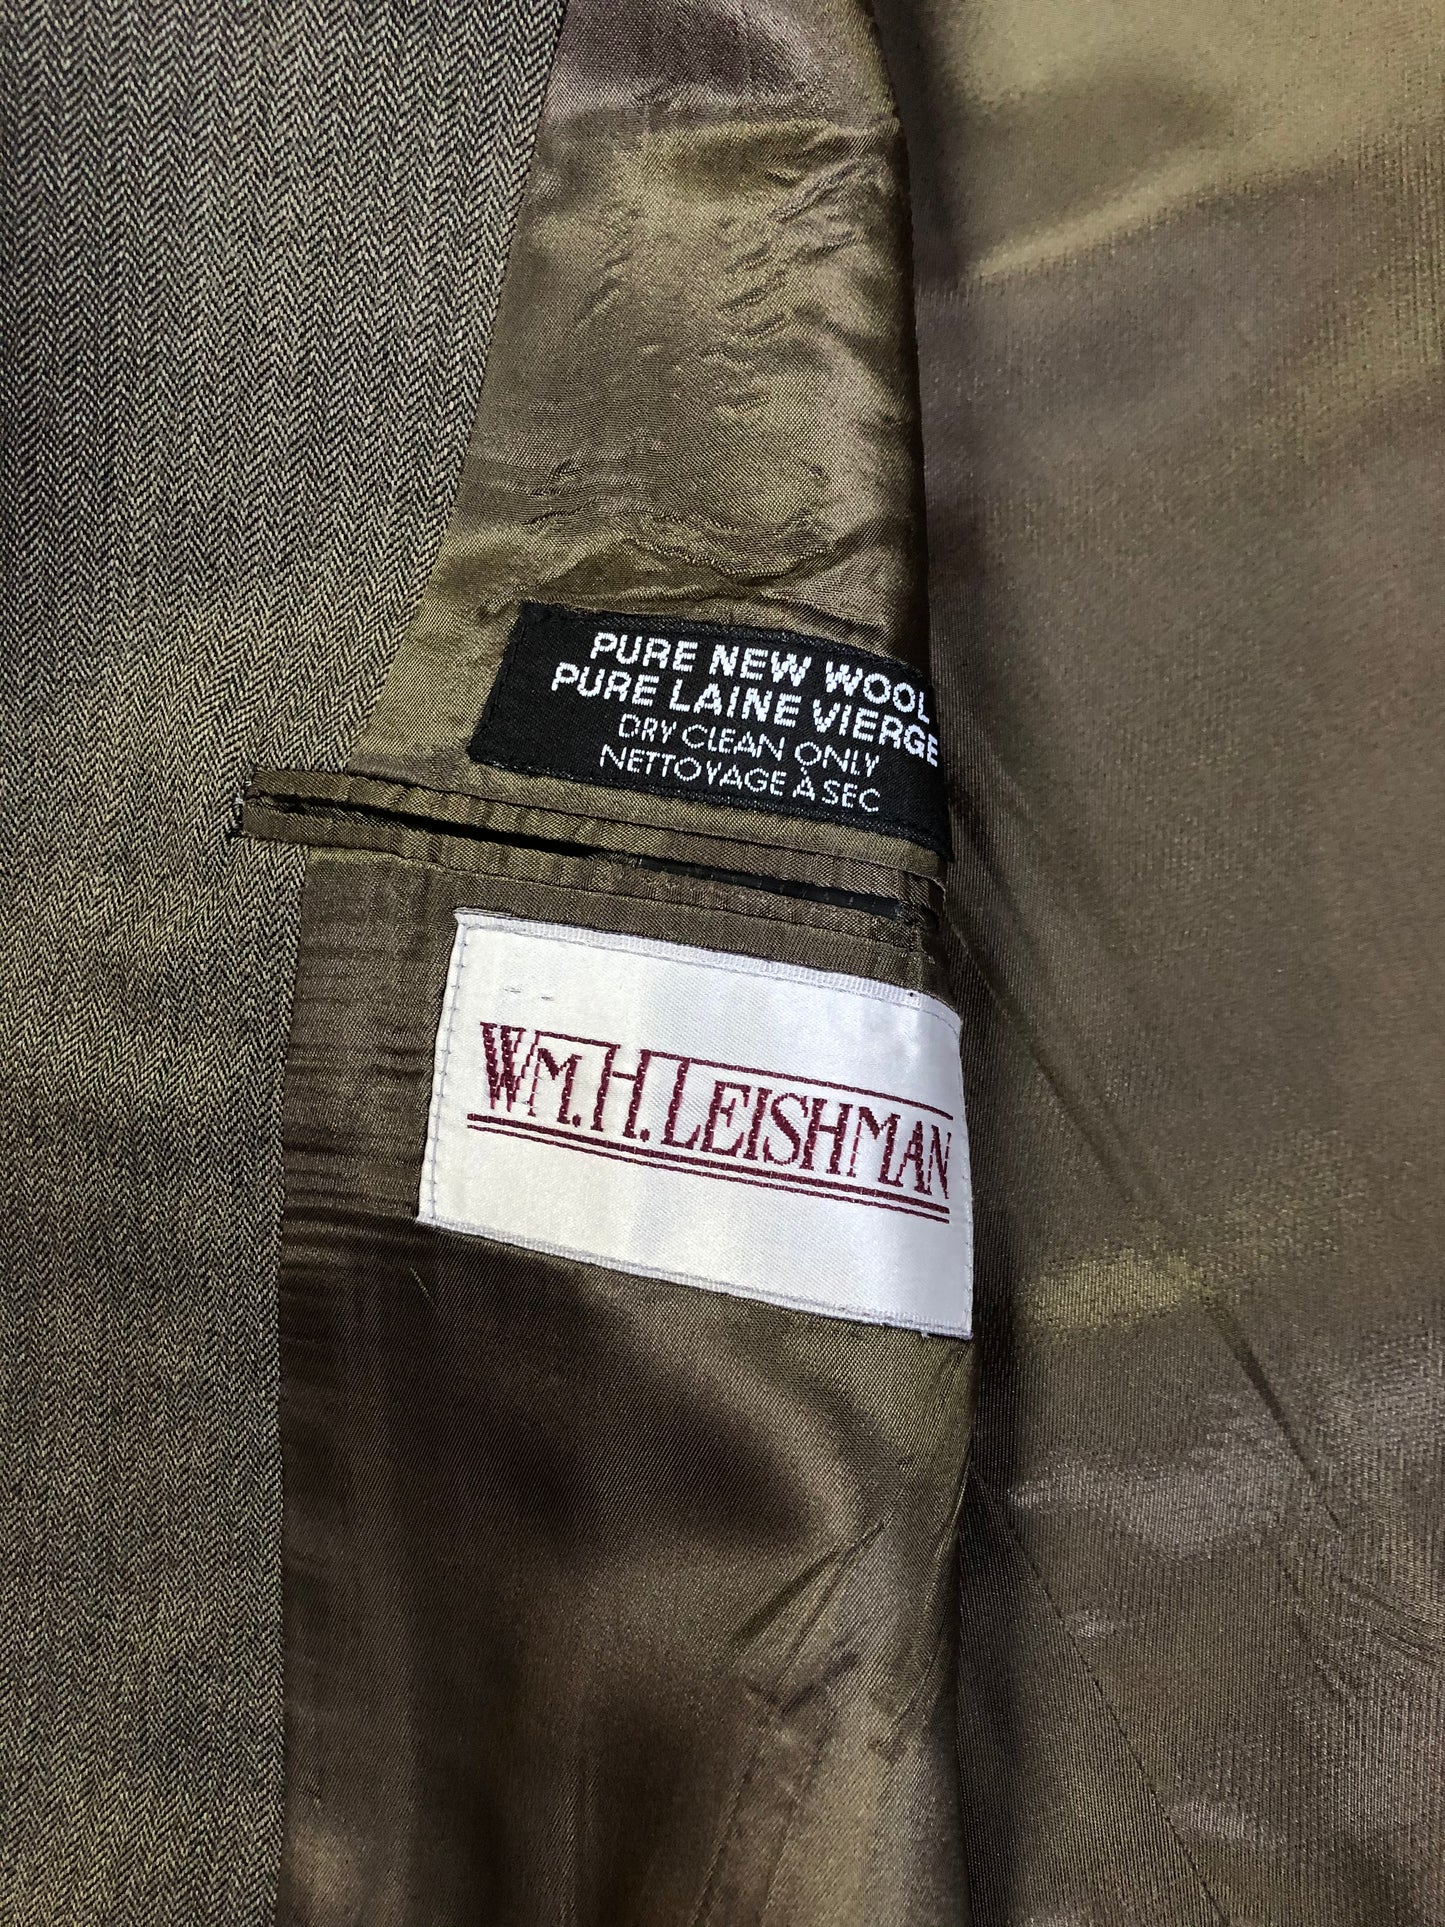 PURE NEW WOOL
PURE LAINE VIERGE
DRY CLEAN ONLY
NETTOYAGE À SEC
WM. H. LEISHMAN